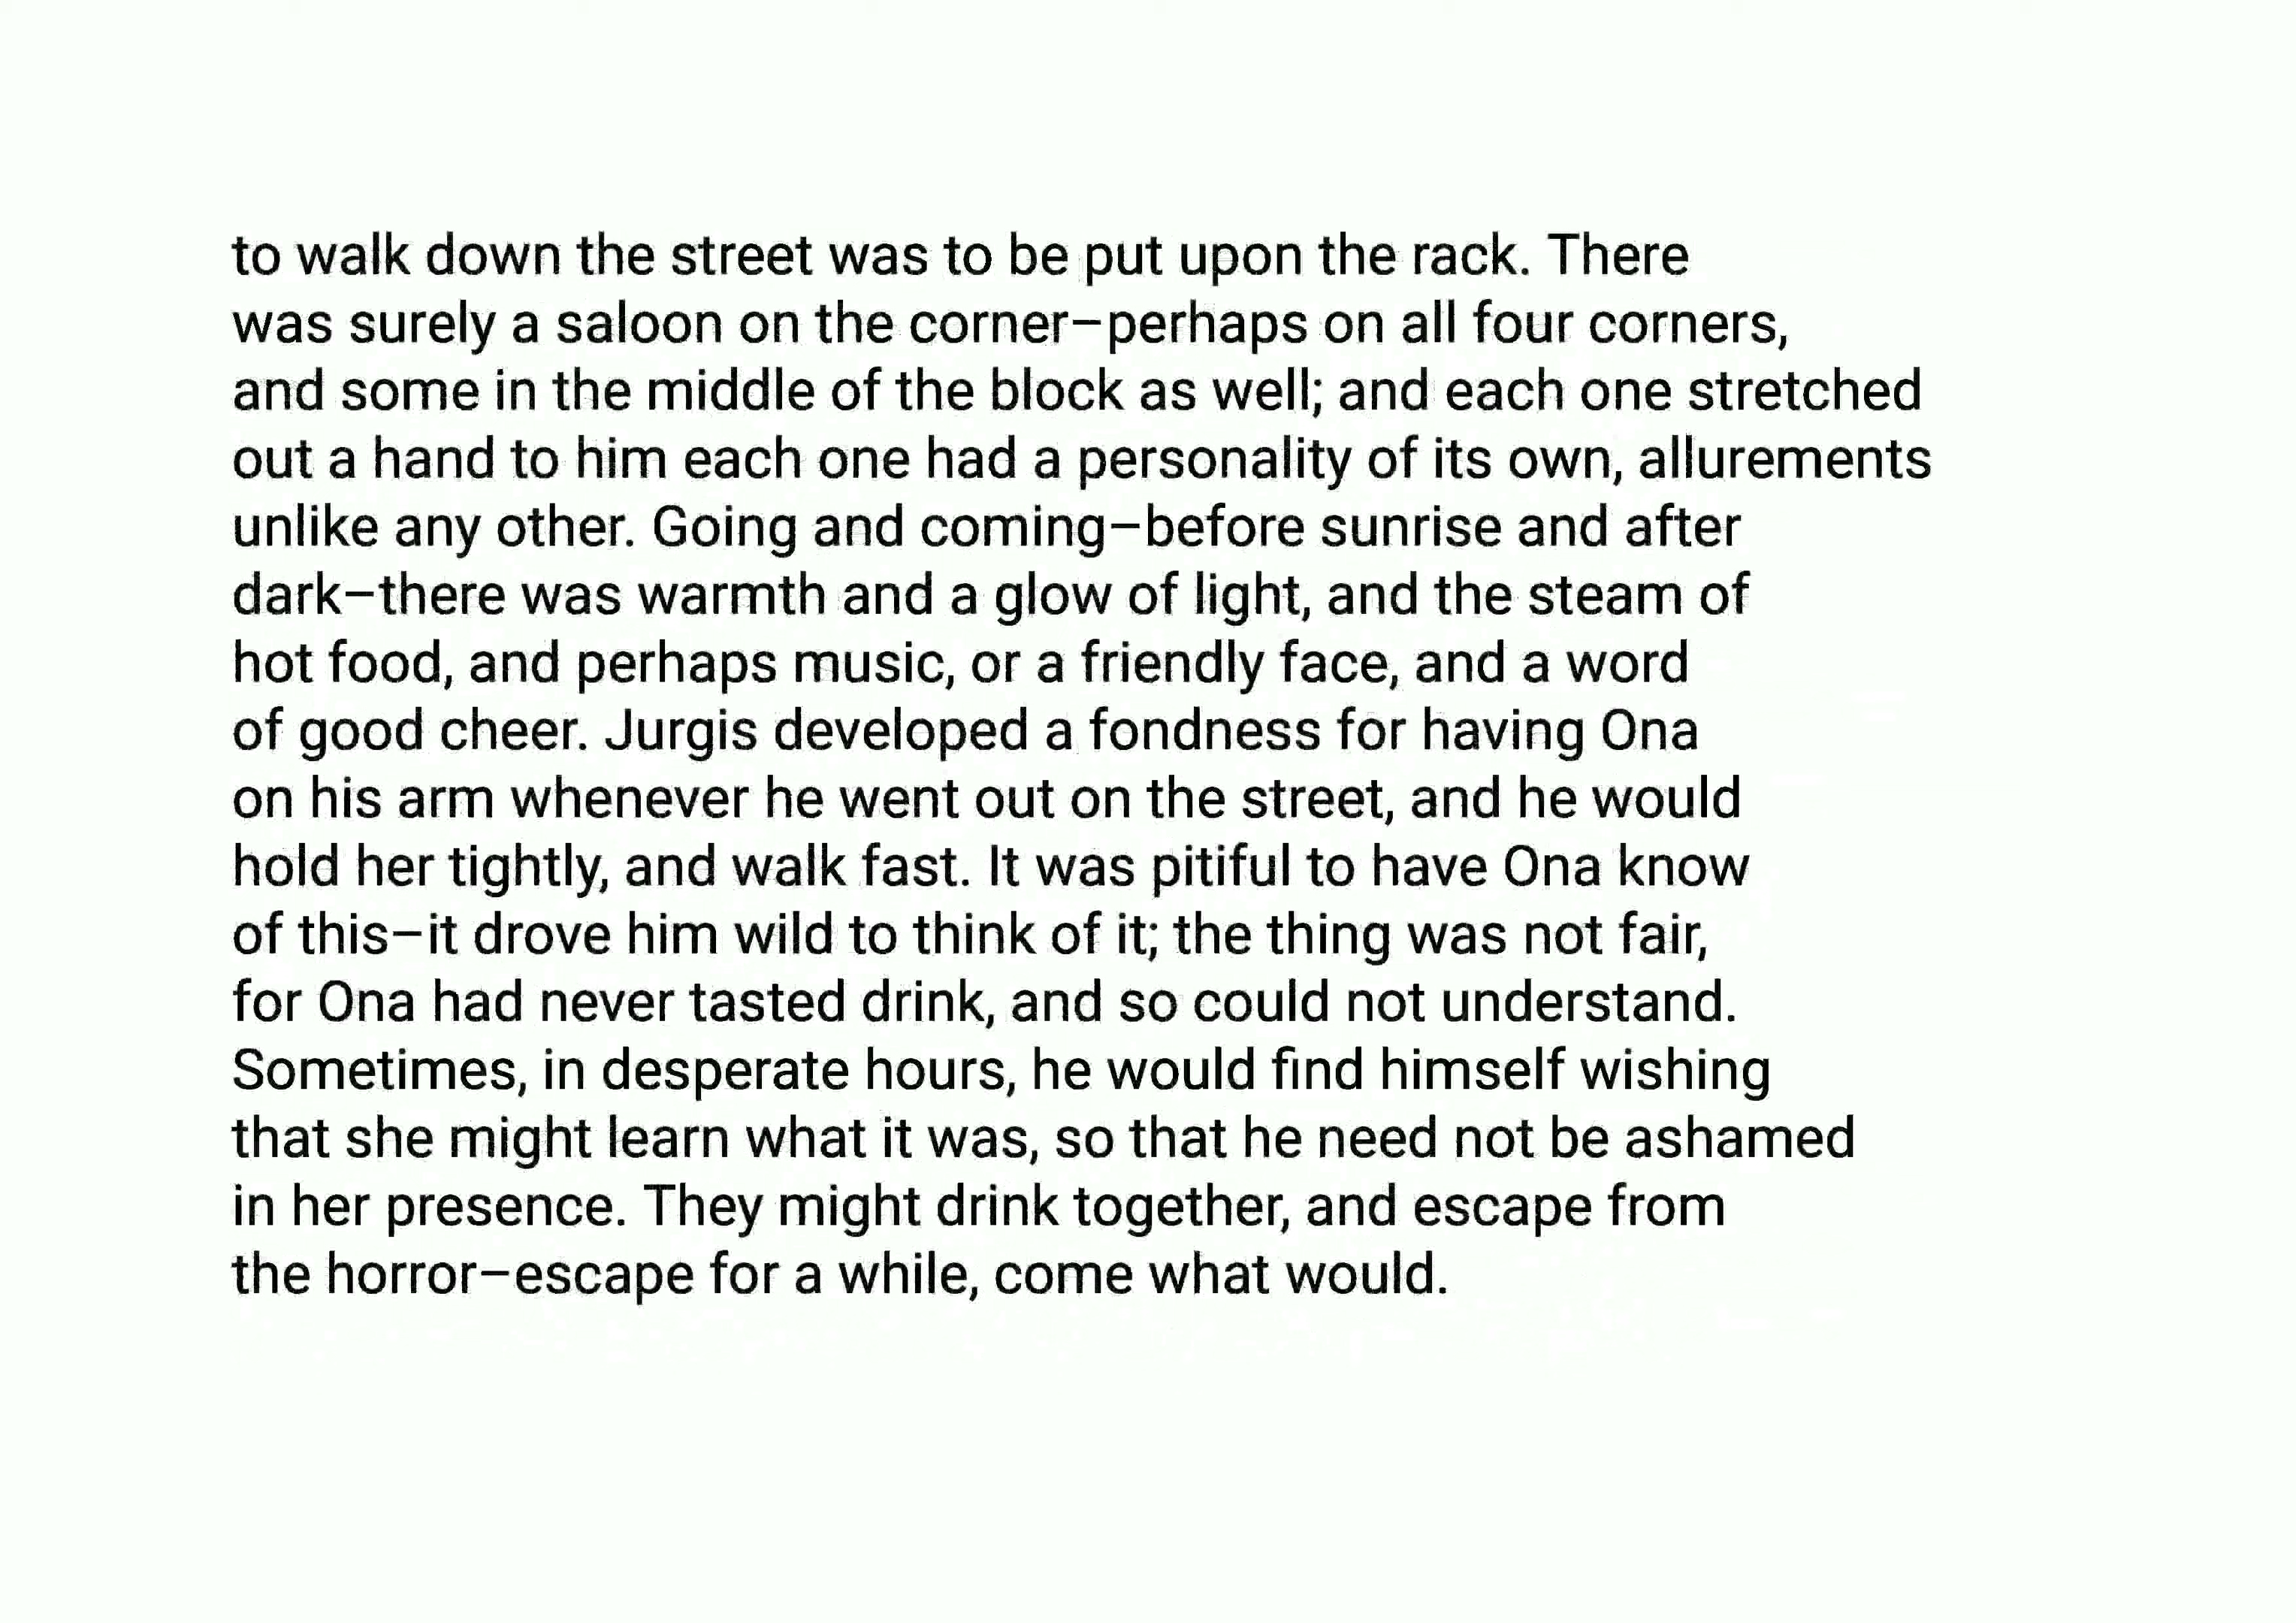 to walk down the street was to be put upon the rack. There
was surely a saloon on the corner–perhaps on all four corners,
and some in the middle of the block as well; and each one stretched
out a hand to him each one had a personality of its own, allurements
unlike any other. Going and coming–before sunrise and after
dark–there was warmth and a glow of light, and the steam of
hot food, and perhaps music, or a friendly face, and a word
of good cheer. Jurgis developed a fondness for having Ona
on his arm whenever he went out on the street, and he would
hold her tightly, and walk fast. It was pitiful to have Ona know
of this–it drove him wild to think of it; the thing was not fair,
for Ona had never tasted drink, and so could not understand.
Sometimes, in desperate hours, he would find himself wishing
that she might learn what it was, so that he need not be ashamed
in her presence. They might drink together, and escape from
the horror–escape for a while, come what would.